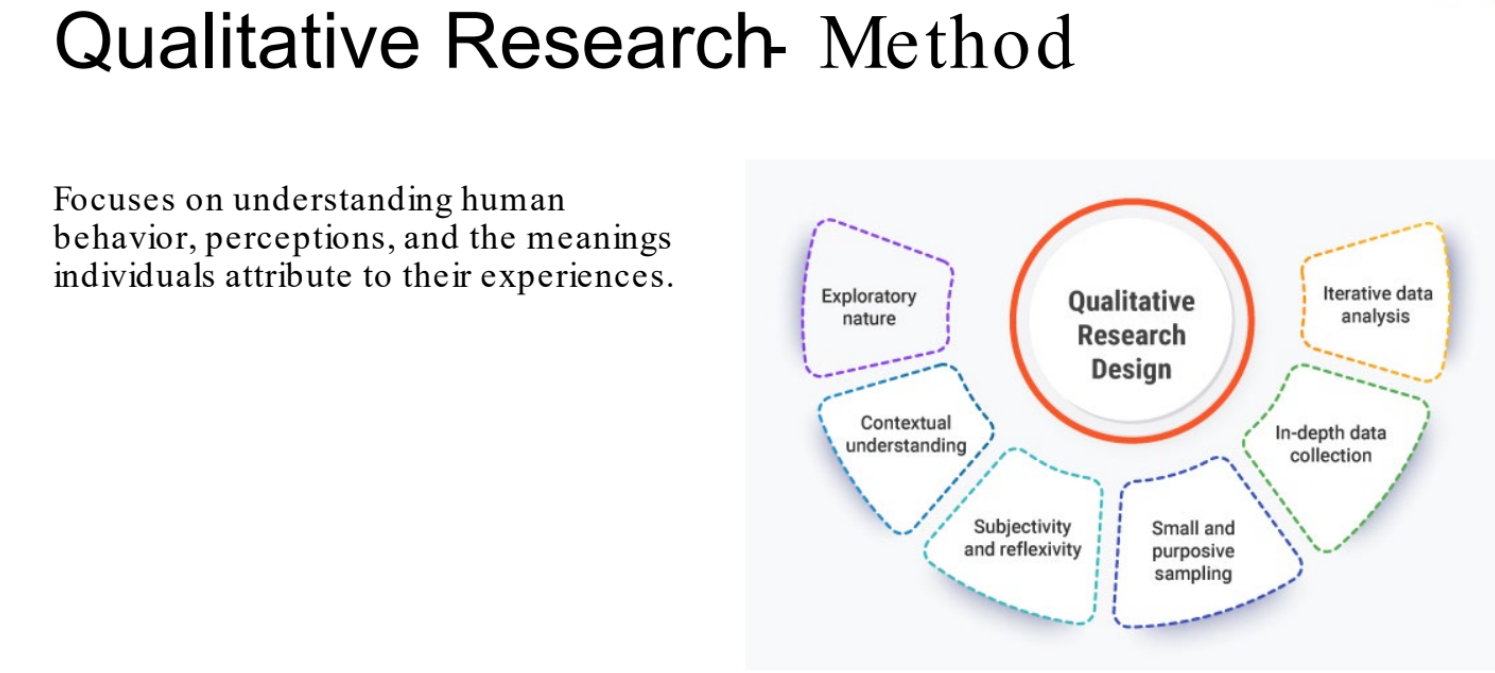 Qualitative Research- Method
Focuses on understanding human
behavior, perceptions, and the meanings
individuals attribute to their experiences.
Qualitative
Research
Design
Exploratory
nature
Contextual
understanding
Subjectivity
and reflexivity
Small and
purposive
sampling
In-depth data
collection
Iterative data
analysis